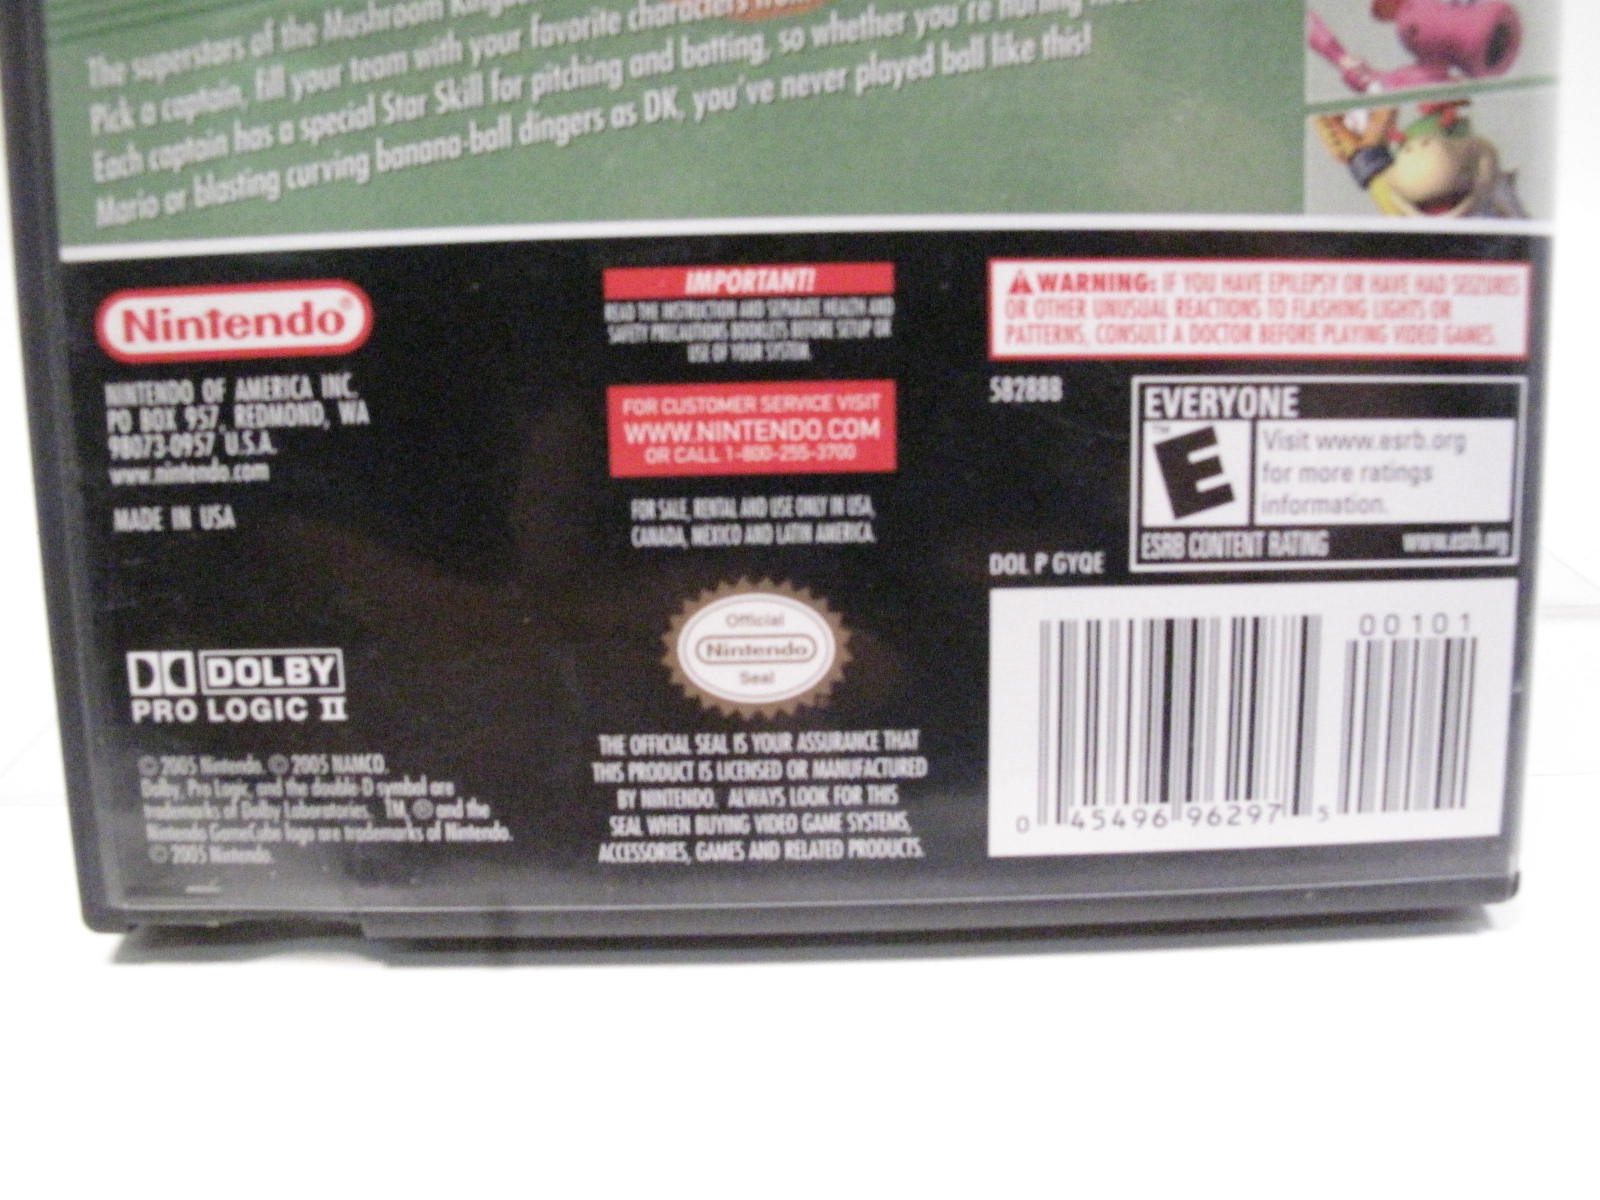 The superstars of the Mushroom
Pick a captain, fill your team with your favorite characters
Each captain has a special Star Skill for pitching and batting, so whether you're hurling
Mario or blasting curving banana-ball dingers as DK, you've never played ball like this!
Nintendo®
NINTENDO OF AMERICA INC.
PO BOX 957, REDMOND, WA
98073-0957 U.S.A.
www.nintendo.com
MADE IN USA
DOLBY
PRO LOGIC II
© 2005 Nintendo. © 2005 NAMCO.
Dolby, Pro Logic, and the double-D symbol are
trademarks of Dolby Laboratories. TM, ® and the
Nintendo GameCube logo are trademarks of Nintendo.
© 2005 Nintendo.
IMPORTANT!
READ THE INSTRUCTION AND SEPARATE HEALTH AND
SAFETY PRECAUTIONS BOOKLETS BEFORE SETUP OR
USE OF YOUR SYSTEM.
FOR CUSTOMER SERVICE VISIT
WWW.NINTENDO.COM
OR CALL 1-800-255-3700
FOR SALE, RENTAL AND USE ONLY IN USA,
CANADA, MEXICO AND LATIN AMERICA.
Official
Nintendo
Seal
THE OFFICIAL SEAL IS YOUR ASSURANCE THAT
THIS PRODUCT IS LICENSED OR MANUFACTURED
BY NINTENDO. ALWAYS LOOK FOR THIS
SEAL WHEN BUYING VIDEO GAME SYSTEMS,
ACCESSORIES, GAMES AND RELATED PRODUCTS.
WARNING: IF YOU HAVE EPILEPSY OR HAVE HAD SEIZURES
OR OTHER UNUSUAL REACTIONS TO FLASHING LIGHTS OR
PATTERNS, CONSULT A DOCTOR BEFORE PLAYING VIDEO GAMES.
58288B
EVERYONE
E™
Visit www.esrb.org
for more ratings
information.
ESRB CONTENT RATING www.esrb.org
DOL P GYQE
00101
0 45496 96297 5